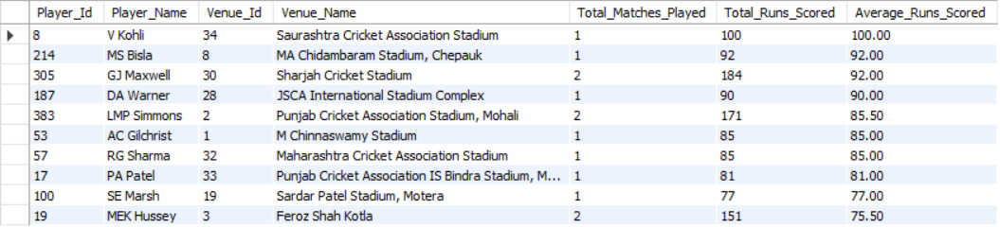 Player_Id Player_Name Venue_Id Venue_Name Total_Matches_Played Total_Runs_Scored Average_Runs_Scored
8 V Kohli 34 Saurashtra Cricket Association Stadium 1 100 100.00
214 MS Bisla 8 MA Chidambaram Stadium, Chepauk 1 92 92.00
305 GJ Maxwell 30 Sharjah Cricket Stadium 2 184 92.00
187 DA Warner 28 JSCA International Stadium Complex 1 90 90.00
383 LMP Simmons 2 Punjab Cricket Association Stadium, Mohali 2 171 85.50
53 AC Gilchrist 1 M Chinnaswamy Stadium 1 85 85.00
57 RG Sharma 32 Maharashtra Cricket Association Stadium 1 85 85.00
17 PA Patel 33 Punjab Cricket Association IS Bindra Stadium, M... 1 81 81.00
100 SE Marsh 19 Sardar Patel Stadium, Motera 1 77 77.00
19 MEK Hussey 3 Feroz Shah Kotla 2 151 75.50